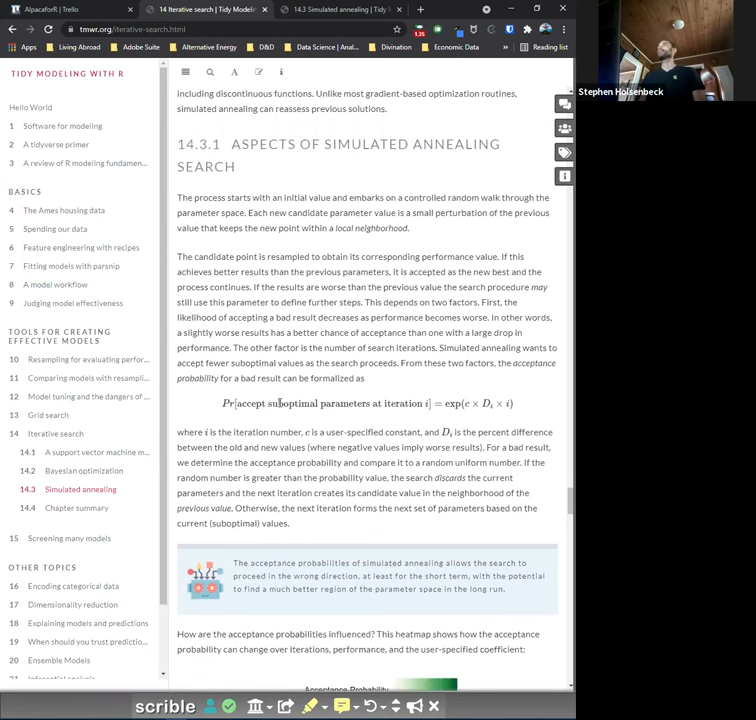 AlpacaforR | Trello
14 Iterative search | Tidy Modelin
14.3 Simulated annealing | Tidy M
tmwr.org/iterative-search.html
1.35
Apps
Living Abroad
Adobe Suite
Alternative Energy
D&D
Data Science | Anal...
Divination
Economic Data
Reading list
TIDY MODELING WITH R
Hello World
1 Software for modeling
2 A tidyverse primer
3 A review of R modeling fundamen...
BASICS
4 The Ames housing data
5 Spending our data
6 Feature engineering with recipes
7 Fitting models with parsnip
8 A model workflow
9 Judging model effectiveness
TOOLS FOR CREATING
EFFECTIVE MODELS
10 Resampling for evaluating perfor...
11 Comparing models with resampli...
12 Model tuning and the dangers of ...
13 Grid search
14 Iterative search
14.1 A support vector machine m...
14.2 Bayesian optimization
14.3 Simulated annealing
14.4 Chapter summary
15 Screening many models
OTHER TOPICS
16 Encoding categorical data
17 Dimensionality reduction
18 Explaining models and predictions
19 When should you trust predictio...
20 Ensemble Models
21 Inferential analysis
including discontinuous functions. Unlike most gradient-based optimization routines,
simulated annealing can reassess previous solutions.
14.3.1 ASPECTS OF SIMULATED ANNEALING
SEARCH
The process starts with an initial value and embarks on a controlled random walk through the
parameter space. Each new candidate parameter value is a small perturbation of the previous
value that keeps the new point within a local neighborhood.
The candidate point is resampled to obtain its corresponding performance value. If this
achieves better results than the previous parameters, it is accepted as the new best and the
process continues. If the results are worse than the previous value the search procedure may
still use this parameter to define further steps. This depends on two factors. First, the
likelihood of accepting a bad result decreases as performance becomes worse. In other words,
a slightly worse results has a better chance of acceptance than one with a large drop in
performance. The other factor is the number of search iterations. Simulated annealing wants to
accept fewer suboptimal values as the search proceeds. From these two factors, the acceptance
probability for a bad result can be formalized as
Pr[accept suboptimal parameters at iteration i] = exp(c × Di × i)
where i is the iteration number, c is a user-specified constant, and Di is the percent difference
between the old and new values (where negative values imply worse results). For a bad result,
we determine the acceptance probability and compare it to a random uniform number. If the
random number is greater than the probability value, the search discards the current
parameters and the next iteration creates its candidate value in the neighborhood of the
previous value. Otherwise, the next iteration forms the next set of parameters based on the
current (suboptimal) values.
The acceptance probabilities of simulated annealing allows the search to
proceed in the wrong direction, at least for the short term, with the potential
to find a much better region of the parameter space in the long run.
How are the acceptance probabilities influenced? This heatmap shows how the acceptance
probability can change over iterations, performance, and the user-specified coefficient:
Acceptance Probability
scrible
Stephen Holsenbeck